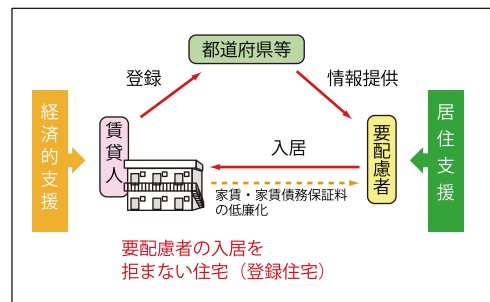 都道府県等
登録
情報提供
経済的支援
賃貸人
入居
要配慮者
居住支援
家賃・家賃債務保証料
の低廉化
要配慮者の入居を
拒まない住宅（登録住宅）